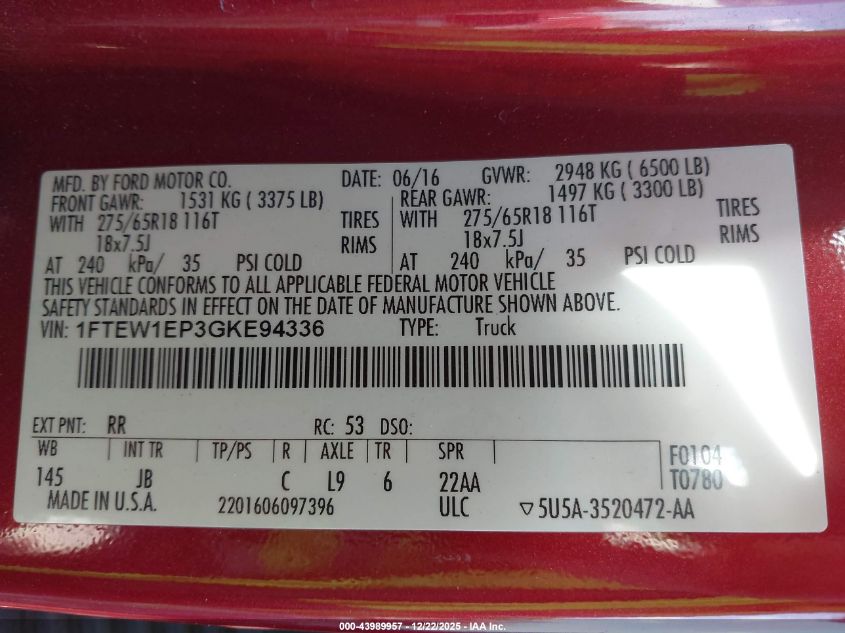 MFD. BY FORD MOTOR CO. DATE: 06/16 GVWR: 2948 KG ( 6500 LB)
FRONT GAWR: 1531 KG ( 3375 LB) REAR GAWR: 1497 KG ( 3300 LB)
WITH 275/65R18 116T TIRES WITH 275/65R18 116T TIRES
18x7.5J RIMS 18x7.5J RIMS
AT 240 kPa/ 35 PSI COLD AT 240 kPa/ 35 PSI COLD
THIS VEHICLE CONFORMS TO ALL APPLICABLE FEDERAL MOTOR VEHICLE
SAFETY STANDARDS IN EFFECT ON THE DATE OF MANUFACTURE SHOWN ABOVE.
VIN: 1FTEW1EP3GKE94336 TYPE: Truck
EXT PNT: RR RC: 53 DSO:
WB INT TR TP/PS R AXLE TR SPR F0104
145 JB C L9 6 22AA T0780
MADE IN U.S.A. 2201606097396 ULC ▽5U5A-3520472-AA
000-43989957 - 12/22/2025 - IAA Inc.